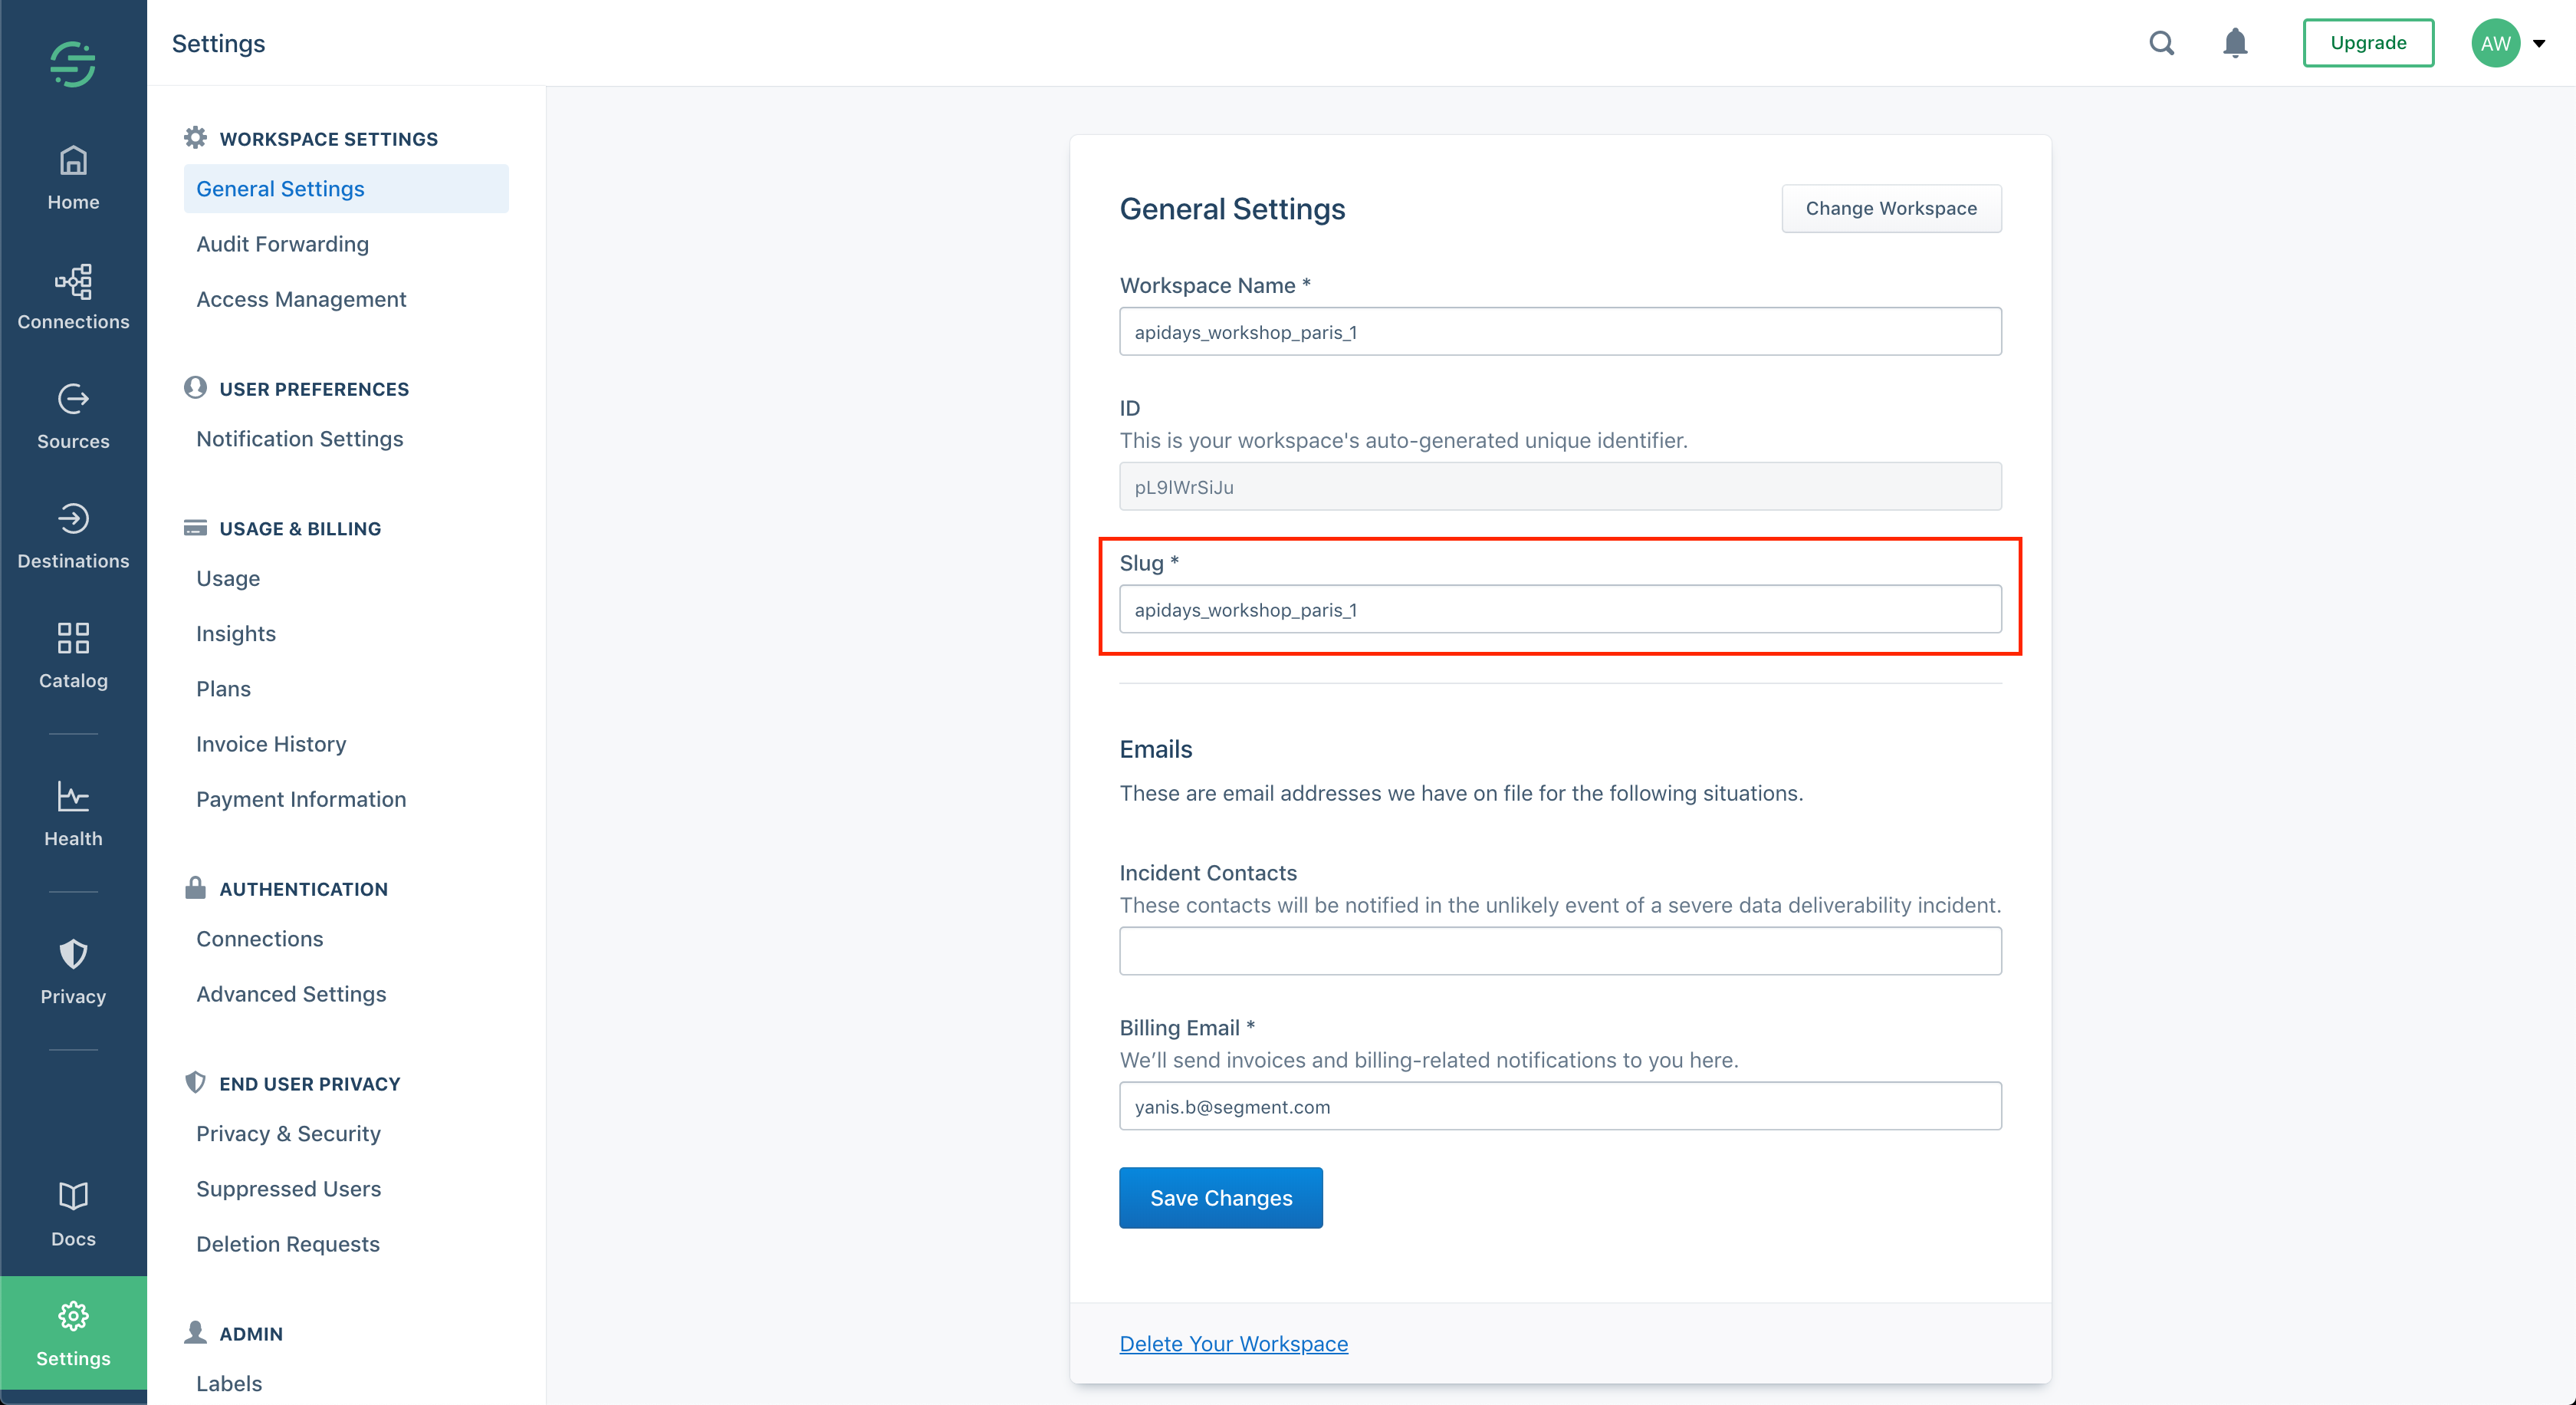 Settings
Upgrade
AW
Home
Connections
Sources
Destinations
Catalog
Health
Privacy
Docs
Settings
WORKSPACE SETTINGS
General Settings
Audit Forwarding
Access Management
USER PREFERENCES
Notification Settings
USAGE & BILLING
Usage
Insights
Plans
Invoice History
Payment Information
AUTHENTICATION
Connections
Advanced Settings
END USER PRIVACY
Privacy & Security
Suppressed Users
Deletion Requests
ADMIN
Labels
General Settings
Change Workspace
Workspace Name *
apidays_workshop_paris_1
ID
This is your workspace's auto-generated unique identifier.
pL9lWrSiJu
Slug *
apidays_workshop_paris_1
Emails
These are email addresses we have on file for the following situations.
Incident Contacts
These contacts will be notified in the unlikely event of a severe data deliverability incident.
Billing Email *
We’ll send invoices and billing-related notifications to you here.
yanis.b@segment.com
Save Changes
Delete Your Workspace